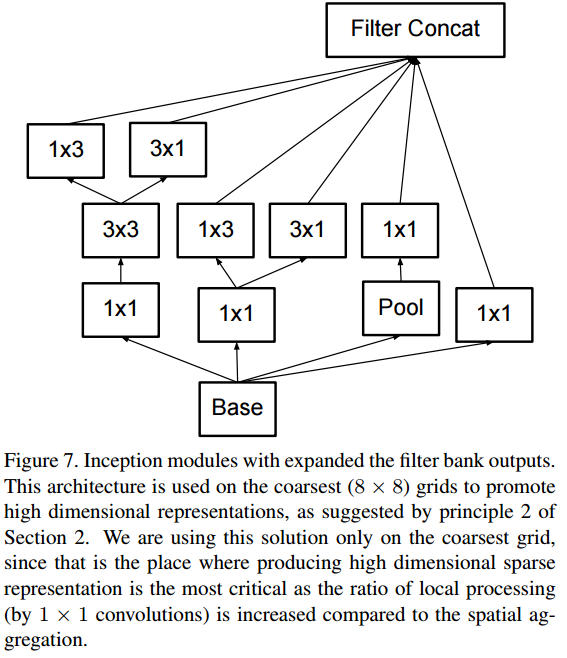 Filter Concat
1x3
3x1
3x3
1x3
3x1
1x1
1x1
1x1
Pool
1x1
Base
Figure 7. Inception modules with expanded the filter bank outputs.
This architecture is used on the coarsest (8 × 8) grids to promote
high dimensional representations, as suggested by principle 2 of
Section 2. We are using this solution only on the coarsest grid,
since that is the place where producing high dimensional sparse
representation is the most critical as the ratio of local processing
(by 1 × 1 convolutions) is increased compared to the spatial ag-
gregation.